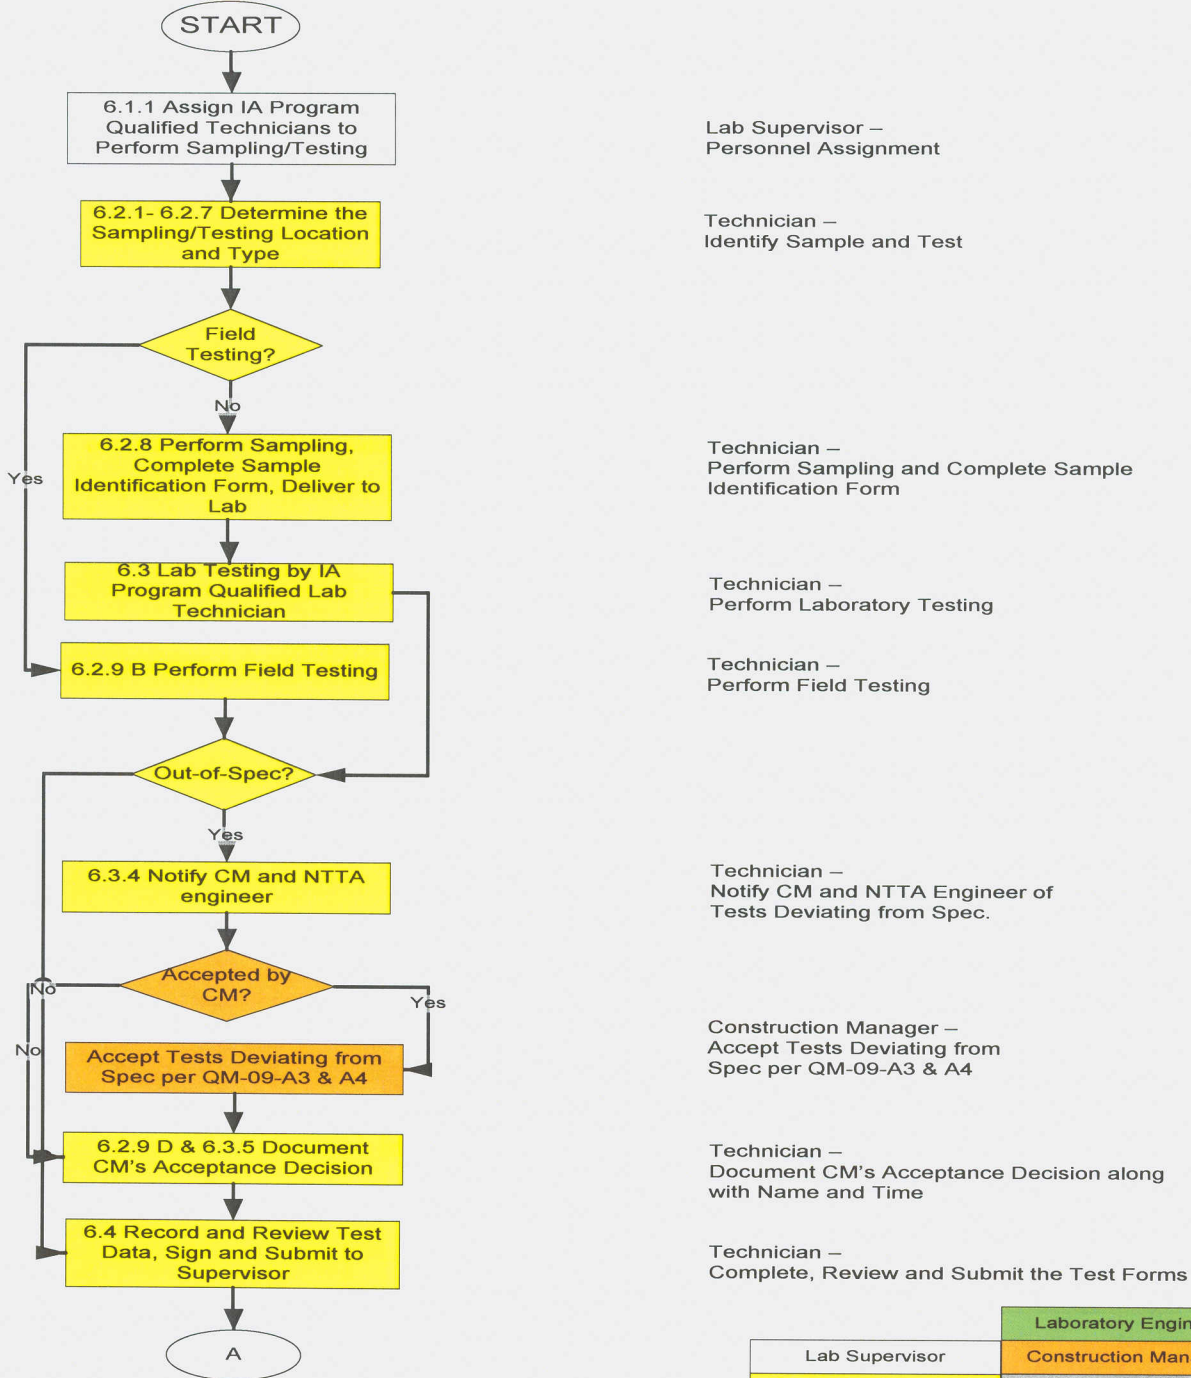 START
6.1.1 Assign IA Program
Qualified Technicians to
Perform Sampling/Testing
Lab Supervisor –
Personnel Assignment
6.2.1- 6.2.7 Determine the
Sampling/Testing Location
and Type
Technician –
Identify Sample and Test
Field
Testing?
No
Yes
6.2.8 Perform Sampling,
Complete Sample
Identification Form, Deliver to
Lab
Technician –
Perform Sampling and Complete Sample
Identification Form
6.3 Lab Testing by IA
Program Qualified Lab
Technician
Technician –
Perform Laboratory Testing
6.2.9 B Perform Field Testing
Technician –
Perform Field Testing
Out-of-Spec?
Yes
6.3.4 Notify CM and NTTA
engineer
Technician –
Notify CM and NTTA Engineer of
Tests Deviating from Spec.
Accepted by
CM?
No
Yes
No
Accept Tests Deviating from
Spec per QM-09-A3 & A4
Construction Manager –
Accept Tests Deviating from
Spec per QM-09-A3 & A4
6.2.9 D & 6.3.5 Document
CM's Acceptance Decision
Technician –
Document CM's Acceptance Decision along
with Name and Time
6.4 Record and Review Test
Data, Sign and Submit to
Supervisor
Technician –
Complete, Review and Submit the Test Forms
A
Laboratory Engin
Lab Supervisor
Construction Man